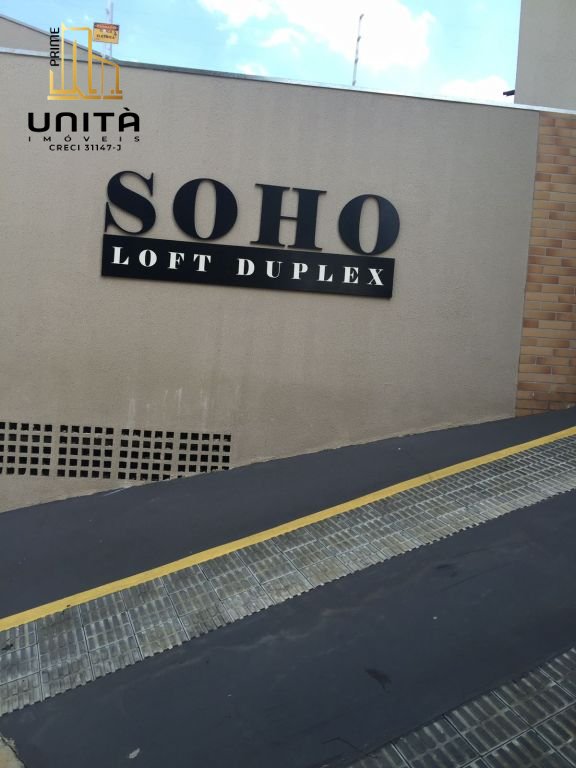 PRIME
UNITÀ
IMÓVEIS
CRECI 31147-J
SOHO
LOFT DUPLEX